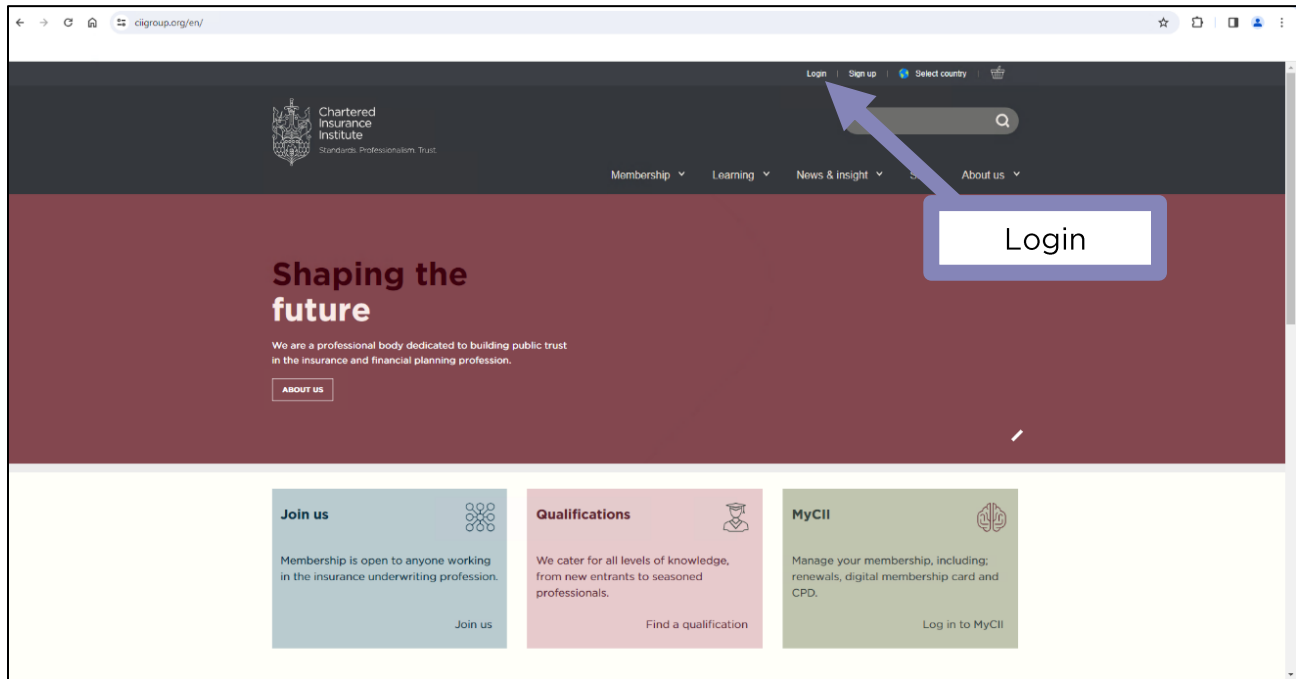 ciigroup.org/en/
Login
Sign up
Select country
Chartered
Insurance
Institute
Standards. Professionalism. Trust.
Membership
Learning
News & insight
About us
Login
Shaping the
future
We are a professional body dedicated to building public trust
in the insurance and financial planning profession.
ABOUT US
Join us
Membership is open to anyone working
in the insurance underwriting profession.
Join us
Qualifications
We cater for all levels of knowledge,
from new entrants to seasoned
professionals.
Find a qualification
MyCII
Manage your membership, including;
renewals, digital membership card and
CPD.
Log in to MyCII